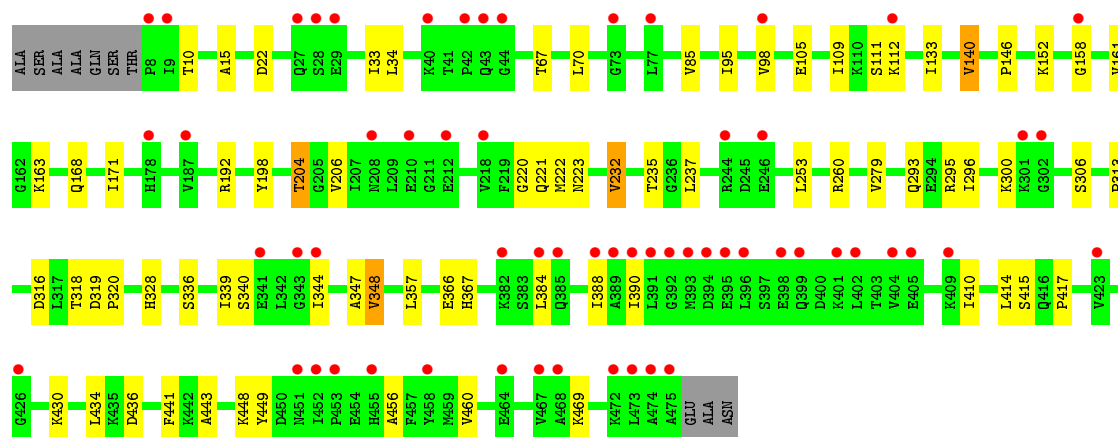 ALA SER ALA ALA GLN SER THR P8 I9 T10 A15 D22 Q27 S28 E29 I33 L34 K40 T41 P42 Q43 G44 T67 L70 G73 L77 V85 I95 V98 E105 I109 K110 S111 K112 I133 V140 P146 K152 G158 V161
G162 K163 Q168 I171 H178 V187 R192 Y198 T204 G205 V206 I207 N208 L209 E210 G211 E212 V218 F219 G220 Q221 M222 N223 V232 T235 G236 L237 R244 D245 E246 L253 R260 V279 Q293 E294 R295 I296 K300 K301 G302 S306
D316 L317 T318 D319 P320 H328 S336 I339 S340 E341 L342 G343 I344 A347 V348 L357 E366 H367 K382 S383 L384 Q385 I388 A389 I390 L391 G392 M393 D394 E395 L396 S397 E398 Q399 D400 K401 L402 T403 V404 E405 K409 I410 L414 S415 Q416 P417 V423
G426 K430 L434 K435 D436 F441 K442 A443 K448 Y449 D450 N451 I452 P453 E454 H455 A456 F457 Y458 M459 V460 E464 V467 A468 K469 K472 L473 A474 A475 GLU ALA ASN